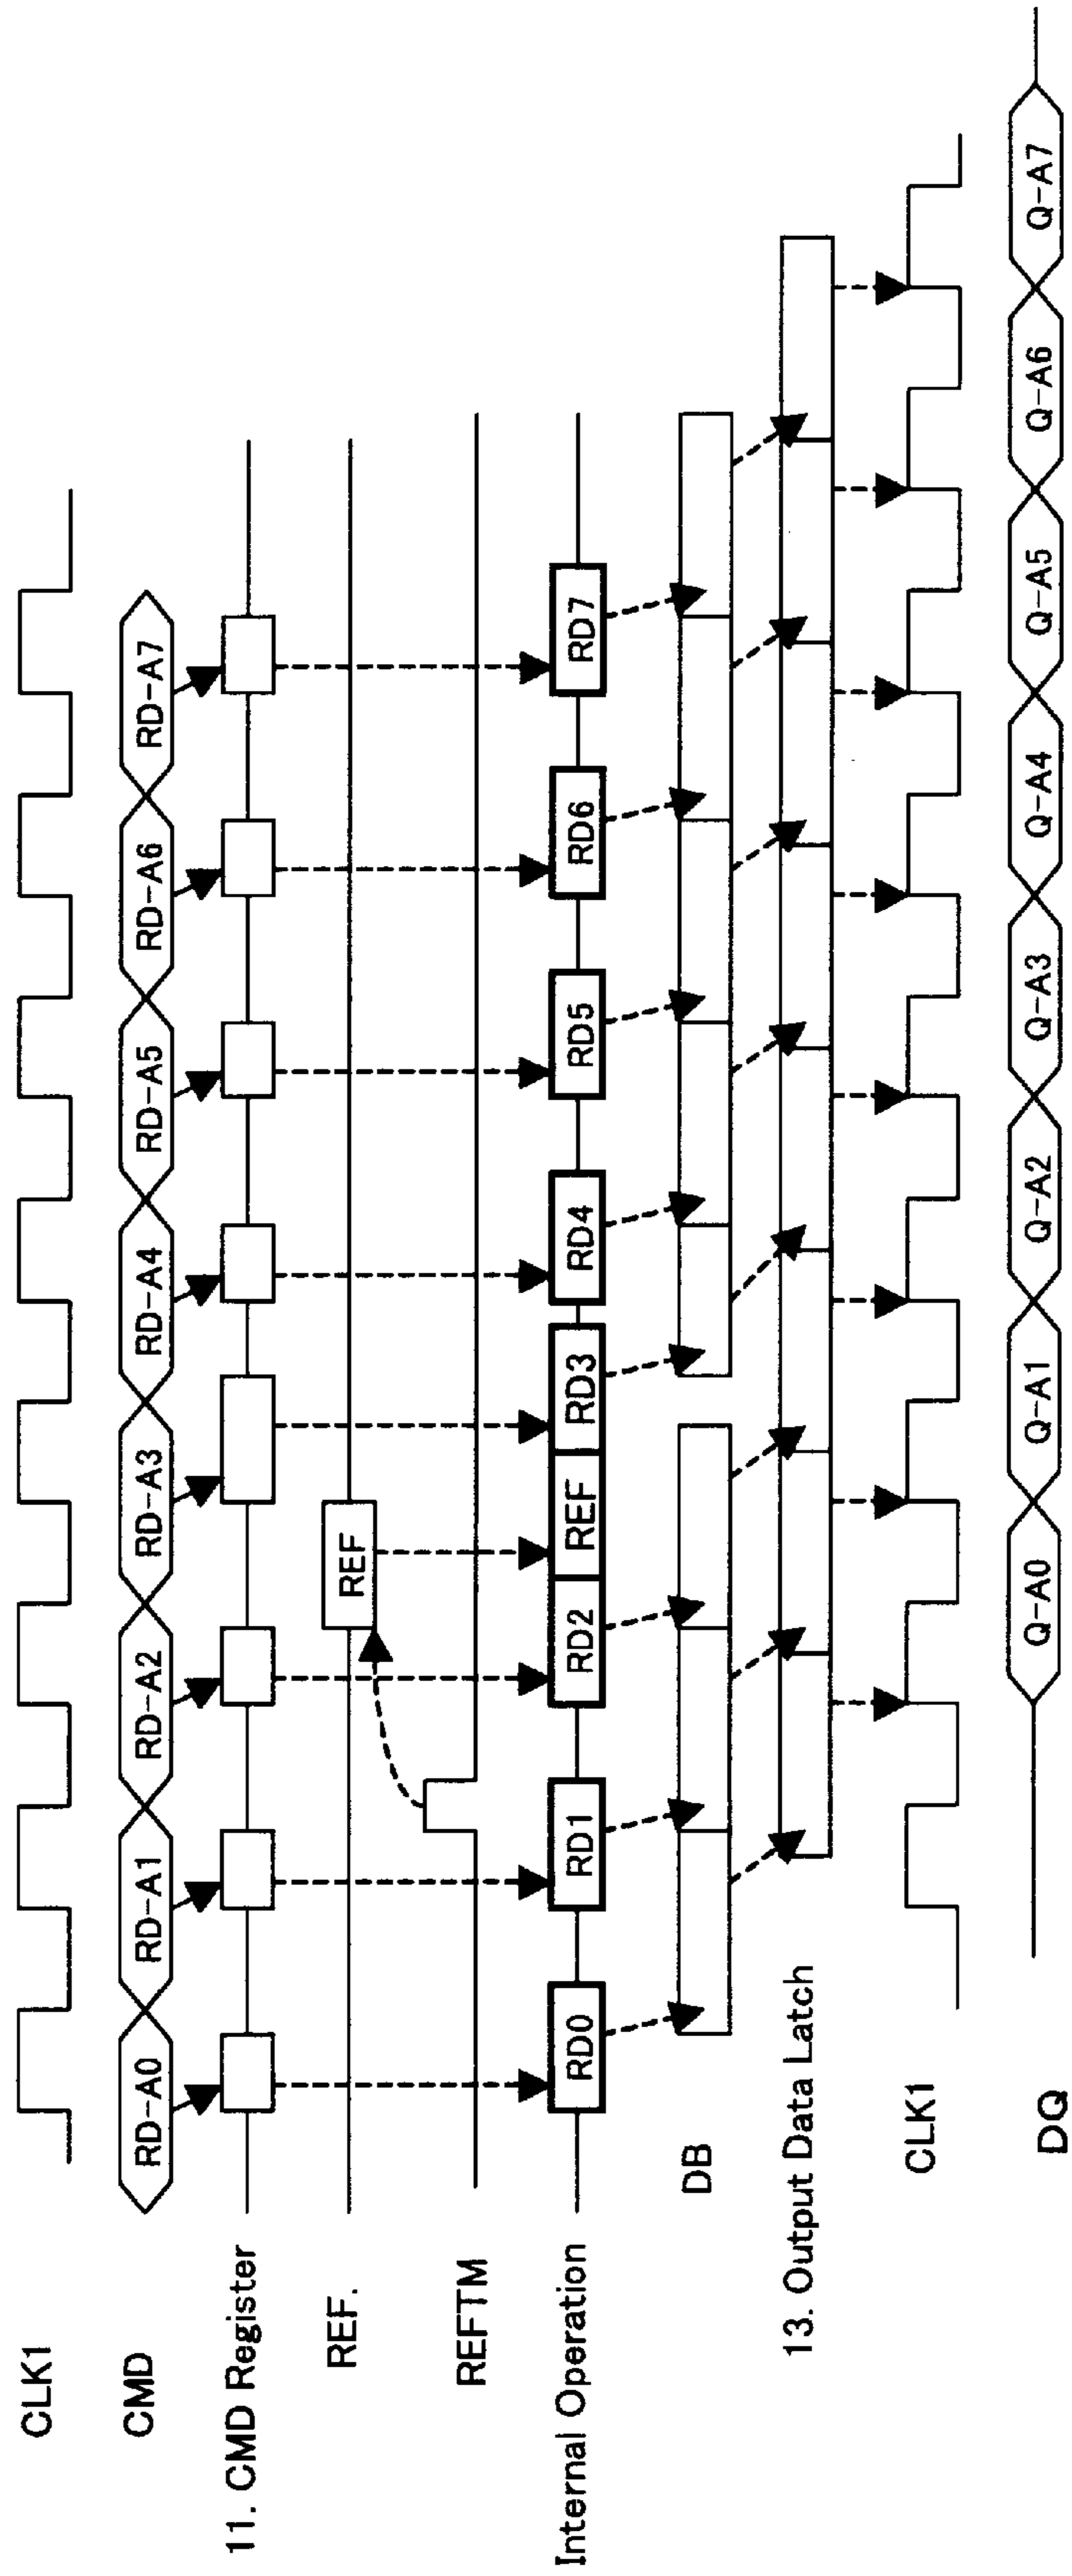 CLK1
CMD RD-A0 RD-A1 RD-A2 RD-A3 RD-A4 RD-A5 RD-A6 RD-A7
11. CMD Register
REF. REF
REFTM
Internal Operation RD0 RD1 RD2 REF RD3 RD4 RD5 RD6 RD7
DB
13. Output Data Latch
CLK1
DQ Q-A0 Q-A1 Q-A2 Q-A3 Q-A4 Q-A5 Q-A6 Q-A7